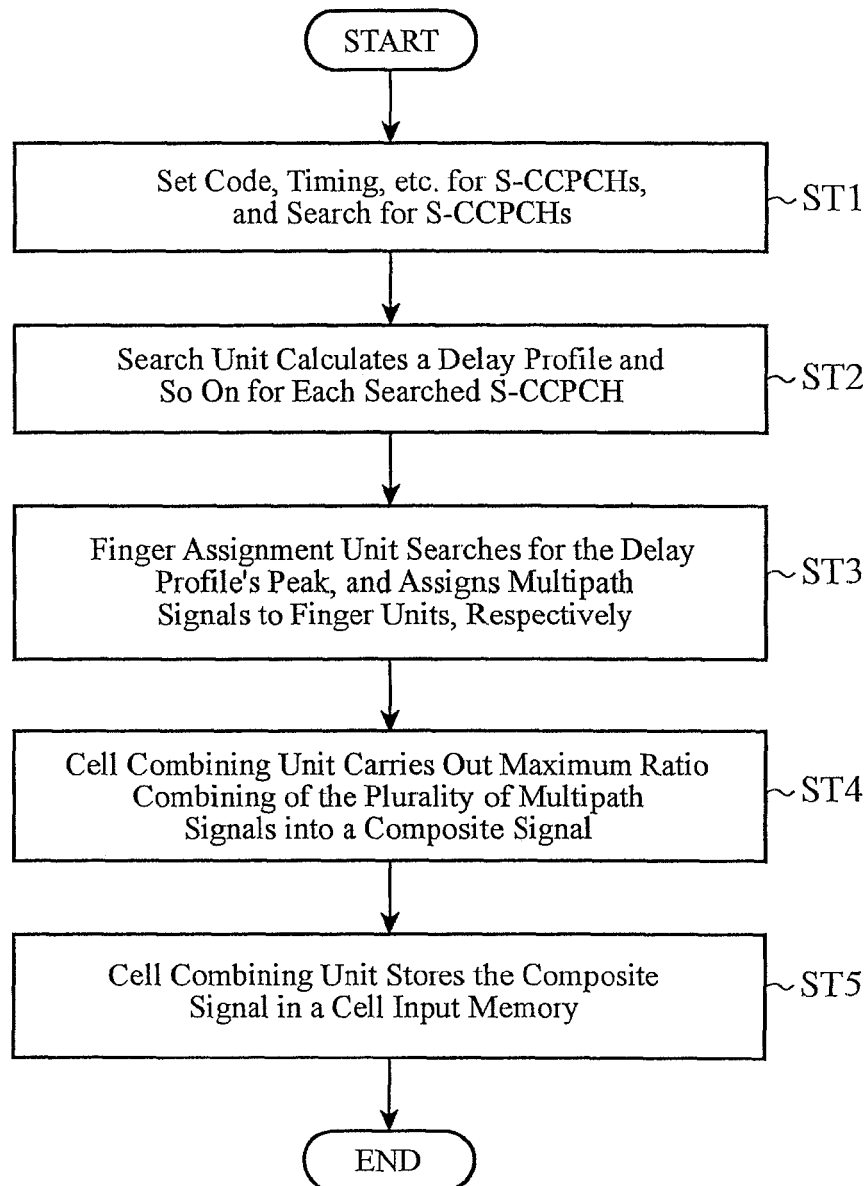 START
Set Code, Timing, etc. for S-CCPCHs,
and Search for S-CCPCHs
~ ST1
Search Unit Calculates a Delay Profile and
So On for Each Searched S-CCPCH
~ ST2
Finger Assignment Unit Searches for the Delay
Profile's Peak, and Assigns Multipath
Signals to Finger Units, Respectively
~ ST3
Cell Combining Unit Carries Out Maximum Ratio
Combining of the Plurality of Multipath
Signals into a Composite Signal
~ ST4
Cell Combining Unit Stores the Composite
Signal in a Cell Input Memory
~ ST5
END